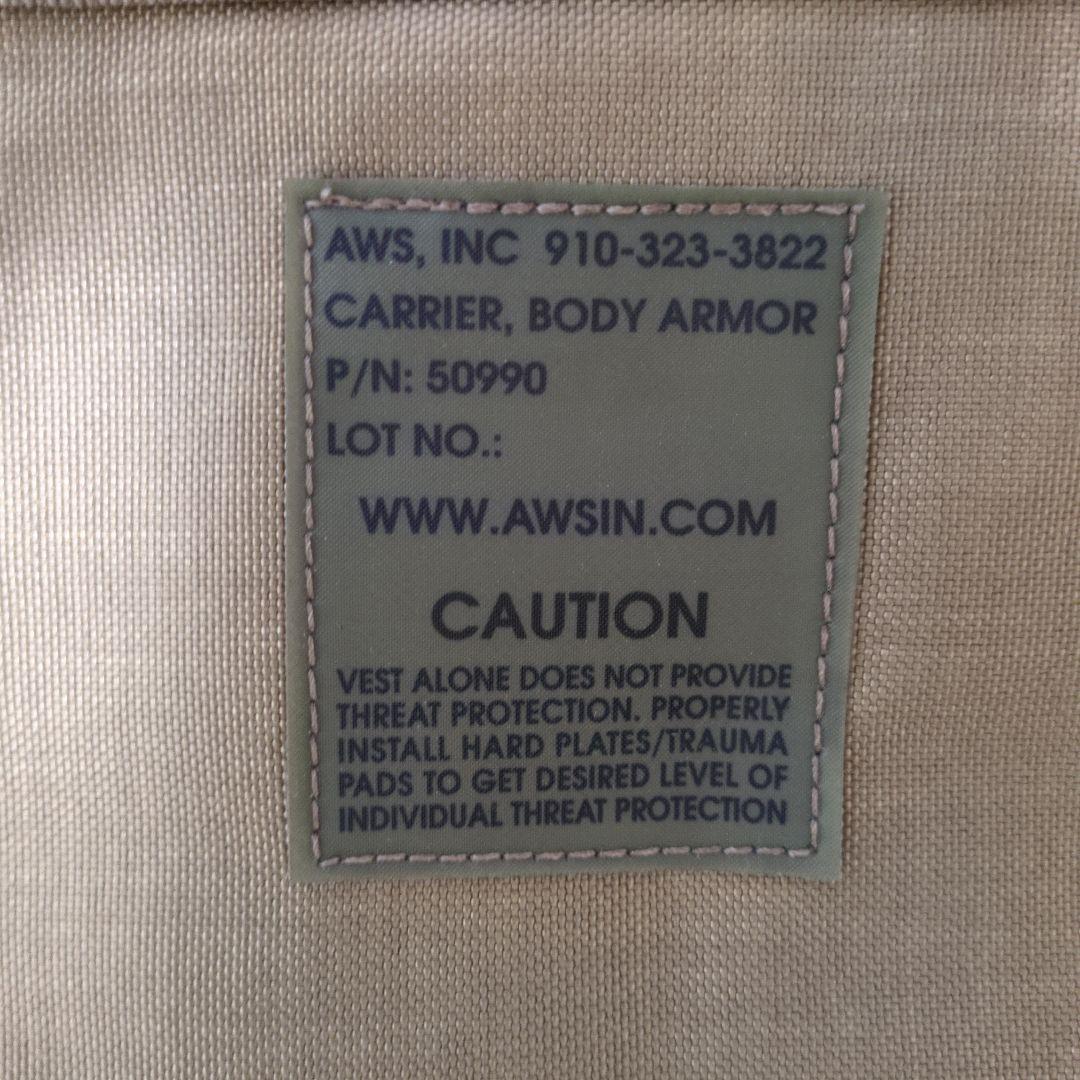 AWS, INC 910-323-3822
CARRIER, BODY ARMOR
P/N: 50990
LOT NO.:
WWW.AWSIN.COM
CAUTION
VEST ALONE DOES NOT PROVIDE
THREAT PROTECTION. PROPERLY
INSTALL HARD PLATES/TRAUMA
PADS TO GET DESIRED LEVEL OF
INDIVIDUAL THREAT PROTECTION